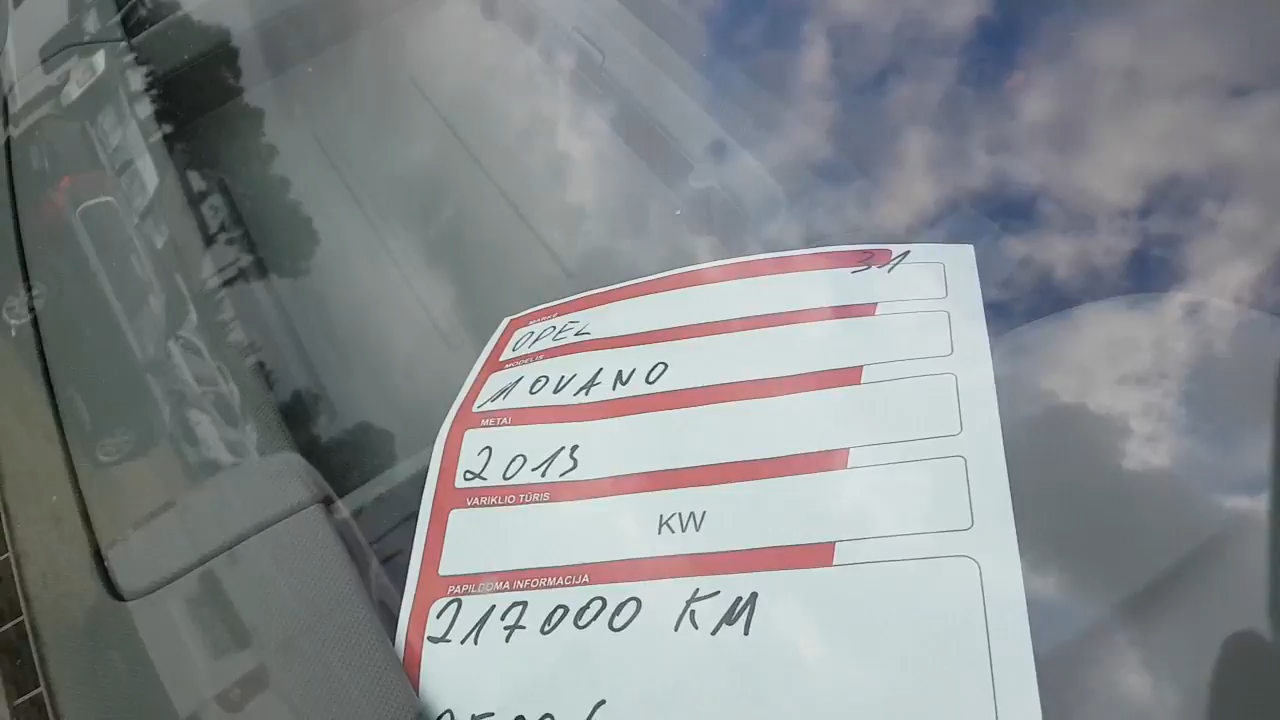 31
MARKĖ
OPEL
MODELIS
MOVANO
METAI
2013
VARIKLIO TŪRIS
KW
PAPILDOMA INFORMACIJA
217000 KM